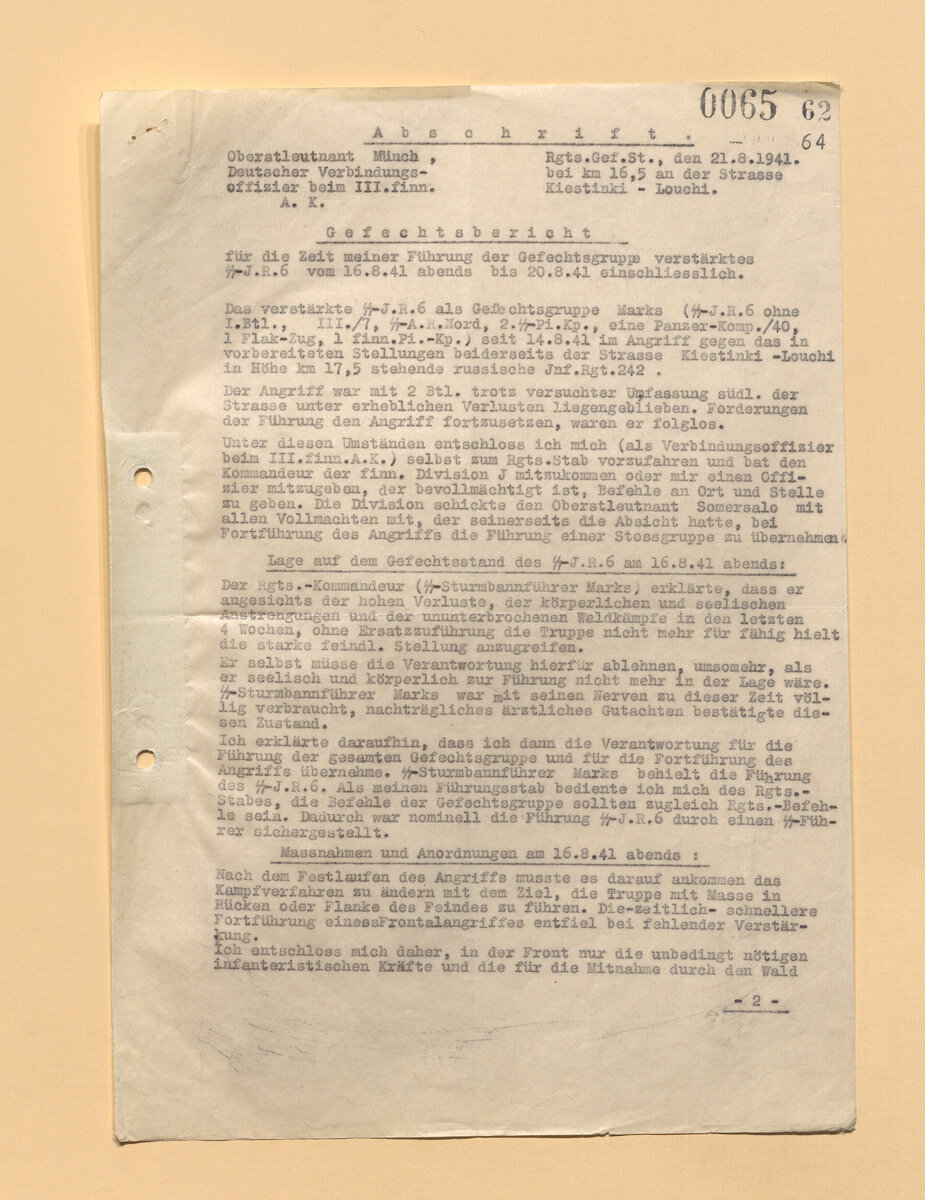 0065 62
64
A b s c h r i f t .
Oberstleutnant Münch , Rgts.Gef.St., den 21.8.1941.
Deutscher Verbindungs- bei km 16,5 an der Strasse
offizier beim III.finn. Kiestinki - Louchi.
A. K.
G e f e c h t s b e r i c h t
für die Zeit meiner Führung der Gefechtsgruppe verstärktes
ᛋᛋ-J.R.6 vom 16.8.41 abends bis 20.8.41 einschliesslich.
Das verstärkte ᛋᛋ-J.R.6 als Gefechtsgruppe Marks (ᛋᛋ-J.R.6 ohne
I.Btl., III./7, ᛋᛋ-A.R.Nord, 2.ᛋᛋ-Pi.Kp., eine Panzer-Komp./40,
1 Flak-Zug, 1 finn.Pi.-Kp.) seit 14.8.41 im Angriff gegen das in
vorbereiteten Stellungen beiderseits der Strasse Kiestinki -Louchi
in Höhe km 17,5 stehende russische Jnf.Rgt.242 .
Der Angriff war mit 2 Btl. trotz versuchter Umfassung südl. der
Strasse unter erheblichen Verlusten liegengeblieben. Forderungen
der Führung den Angriff fortzusetzen, waren er folglos.
Unter diesen Umständen entschloss ich mich (als Verbindungsoffizier
beim III.finn.A.K.) selbst zum Rgts.Stab vorzufahren und bat den
Kommandeur der finn. Division J mitzukommen oder mir einen Offi-
zier mitzugeben, der bevollmächtigt ist, Befehle an Ort und Stelle
zu geben. Die Division schickte den Oberstleutnant Somersalo mit
allen Vollmachten mit, der seinerseits die Absicht hatte, bei
Fortführung des Angriffs die Führung einer Stossgruppe zu übernehmen.
Lage auf dem Gefechtsstand des ᛋᛋ-J.R.6 am 16.8.41 abends:
Der Rgts.-Kommandeur (ᛋᛋ-Sturmbannführer Marks) erklärte, dass er
angesichts der hohen Verluste, der körperlichen und seelischen
Anstrengungen und der ununterbrochenen Waldkämpfe in den letzten
4 Wochen, ohne Ersatzzuführung die Truppe nicht mehr für fähig hielt
die starke feindl. Stellung anzugreifen.
Er selbst müsse die Verantwortung hierfür ablehnen, umsomehr, als
er seelisch und körperlich zur Führung nicht mehr in der Lage wäre.
ᛋᛋ-Sturmbannführer Marks war mit seinen Nerven zu dieser Zeit völ-
lig verbraucht, nachträgliches ärztliches Gutachten bestätigte die-
sen Zustand.
Ich erklärte daraufhin, dass ich dann die Verantwortung für die
Führung der gesamten Gefechtsgruppe und für die Fortführung des
Angriffs übernehme. ᛋᛋ-Sturmbannführer Marks behielt die Führung
des ᛋᛋ-J.R.6. Als meinen Führungsstab bediente ich mich des Rgts.-
Stabes, die Befehle der Gefechtsgruppe sollten zugleich Rgts.-Befeh-
le sein. Dadurch war nominell die Führung ᛋᛋ-J.R.6 durch einen ᛋᛋ-Füh-
rer sichergestellt.
Massnahmen und Anordnungen am 16.8.41 abends :
Nach dem Festlaufen des Angriffs musste es darauf ankommen das
Kampfverfahren zu ändern mit dem Ziel, die Truppe mit Masse in
Rücken oder Flanke des Feindes zu führen. Die-zeitlich- schnellere
Fortführung einessFrontalangriffes entfiel bei fehlender Verstär-
kung.
Ich entschloss mich daher, in der Front nur die unbedingt nötigen
infanteristischen Kräfte und die für die Mitnahme durch den Wald
- 2 -